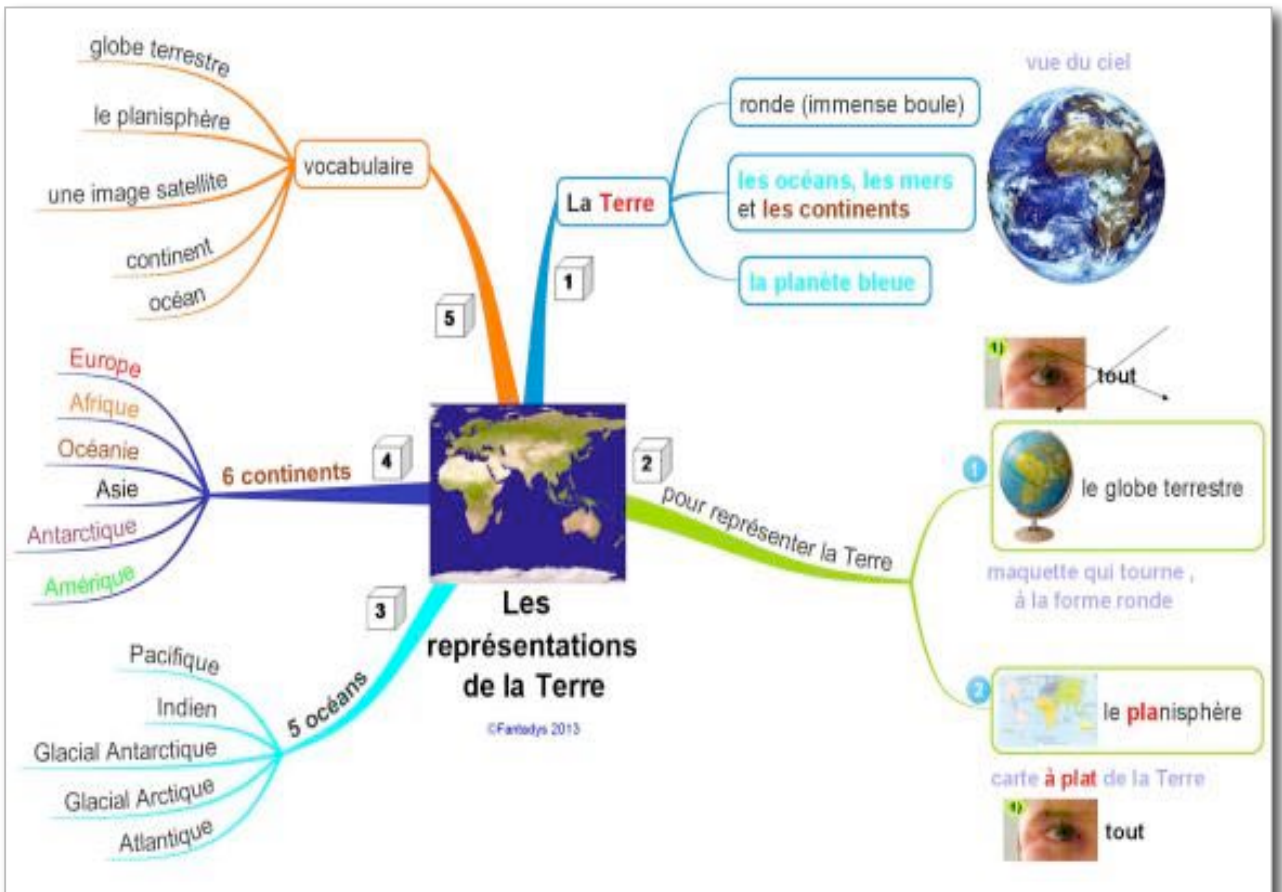 globe terrestre
le planisphère
une image satellite
continent
océan
vocabulaire
5
1
La Terre
ronde (immense boule)
les océans, les mers
et les continents
la planète bleue
vue du ciel
Europe
Afrique
Océanie
Asie
Antarctique
Amérique
6 continents
4
2
pour représenter la Terre
1)
tout
1
le globe terrestre
maquette qui tourne ,
à la forme ronde
2
le planisphère
carte à plat de la Terre
1)
tout
3
5 océans
Pacifique
Indien
Glacial Antarctique
Glacial Arctique
Atlantique
Les
représentations
de la Terre
©Fantadys 2013